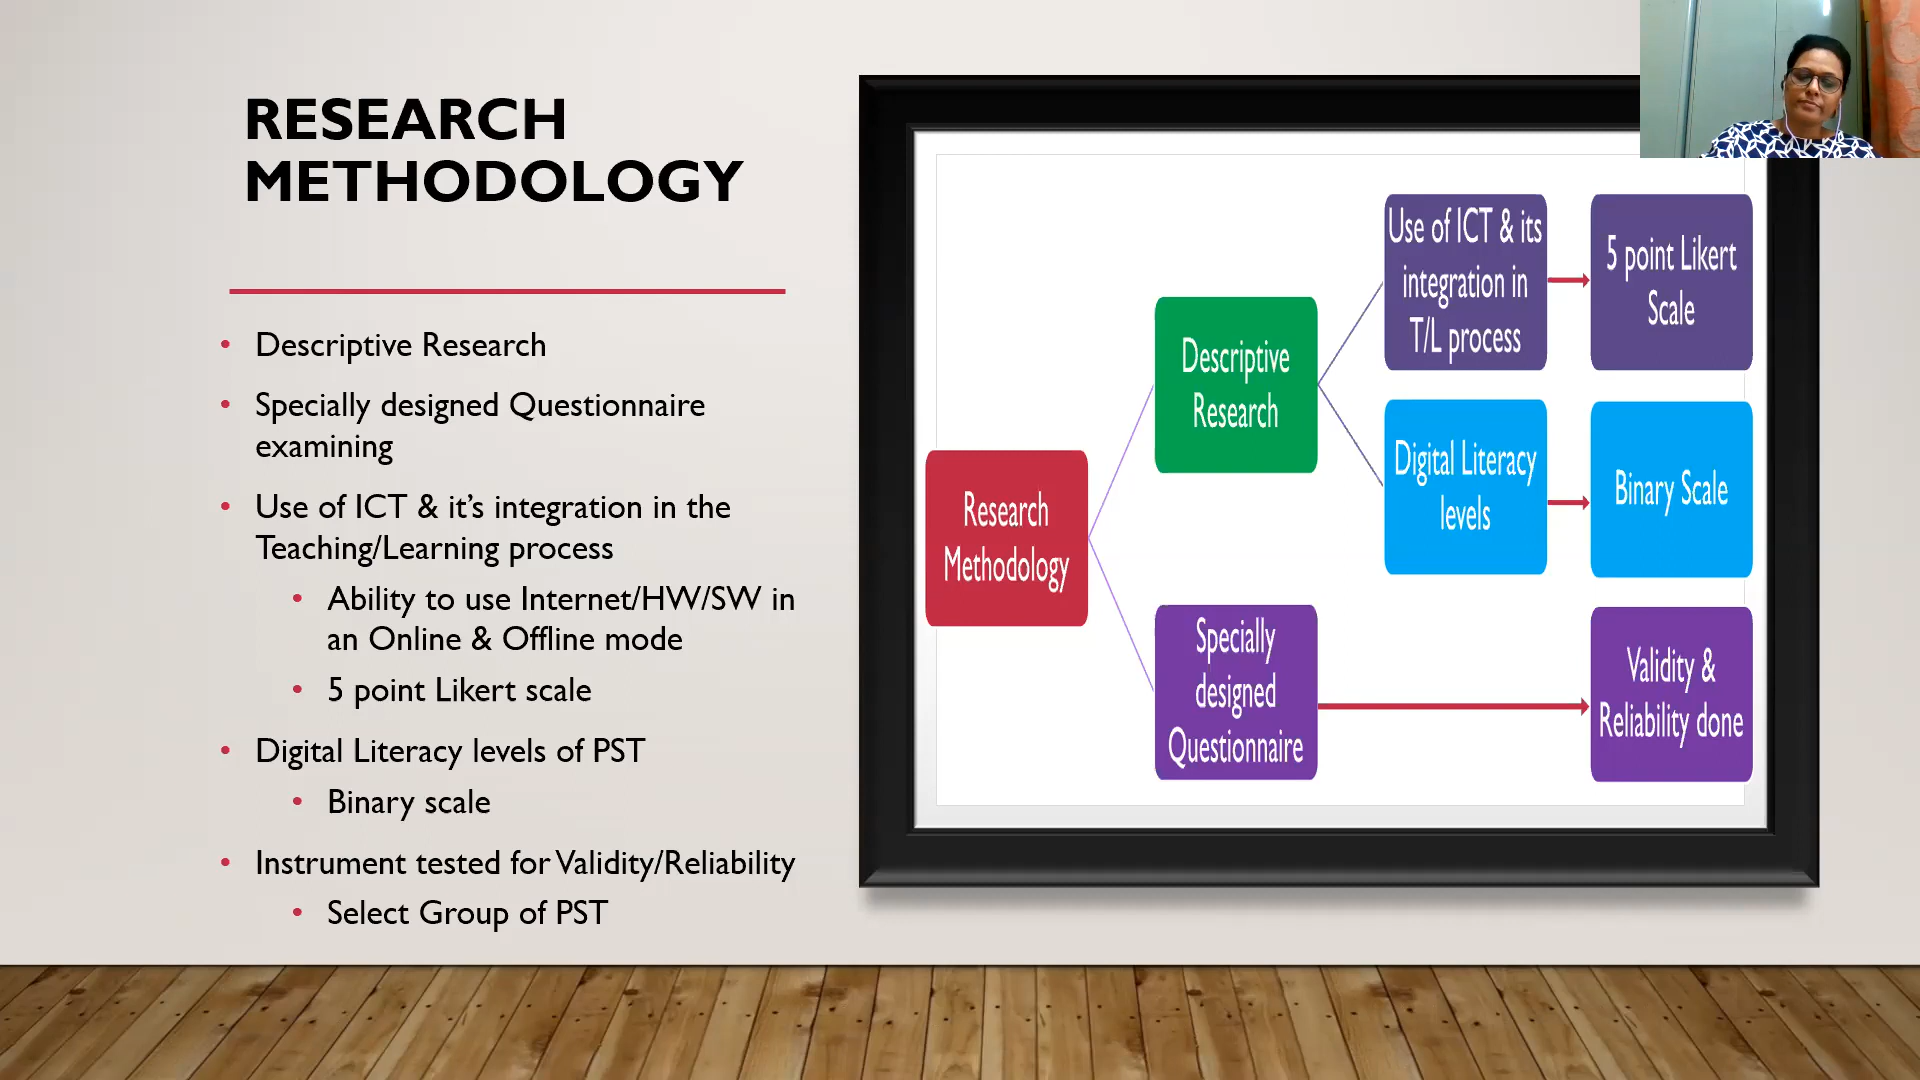 RESEARCH
METHODOLOGY
Descriptive Research
Specially designed Questionnaire
examining
Use of ICT & it’s integration in the
Teaching/Learning process
Ability to use Internet/HW/SW in
an Online & Offline mode
5 point Likert scale
Digital Literacy levels of PST
Binary scale
Instrument tested for Validity/Reliability
Select Group of PST
Research
Methodology
Descriptive
Research
Specially
designed
Questionnaire
Use of ICT & its
integration in
T/L process
Digital Literacy
levels
5 point Likert
Scale
Binary Scale
Validity &
Reliability done